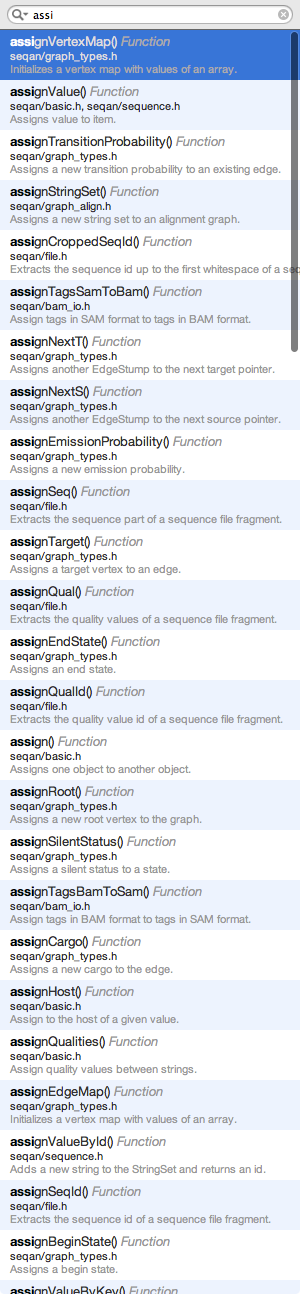 assi
assignVertexMap() Function
seqan/graph_types.h
Initializes a vertex map with values of an array.
assignValue() Function
seqan/basic.h, seqan/sequence.h
Assigns value to item.
assignTransitionProbability() Function
seqan/graph_types.h
Assigns a new transition probability to an existing edge.
assignStringSet() Function
seqan/graph_align.h
Assigns a new string set to an alignment graph.
assignCroppedSeqId() Function
seqan/file.h
Extracts the sequence id up to the first whitespace of a seq
assignTagsSamToBam() Function
seqan/bam_io.h
Assign tags in SAM format to tags in BAM format.
assignNextT() Function
seqan/graph_types.h
Assigns another EdgeStump to the next target pointer.
assignNextS() Function
seqan/graph_types.h
Assigns another EdgeStump to the next source pointer.
assignEmissionProbability() Function
seqan/graph_types.h
Assigns a new emission probability.
assignSeq() Function
seqan/file.h
Extracts the sequence part of a sequence file fragment.
assignTarget() Function
seqan/graph_types.h
Assigns a target vertex to an edge.
assignQual() Function
seqan/file.h
Extracts the quality values of a sequence file fragment.
assignEndState() Function
seqan/graph_types.h
Assigns an end state.
assignQualId() Function
seqan/file.h
Extracts the quality value id of a sequence file fragment.
assign() Function
seqan/basic.h
Assigns one object to another object.
assignRoot() Function
seqan/graph_types.h
Assigns a new root vertex to the graph.
assignSilentStatus() Function
seqan/graph_types.h
Assigns a silent status to a state.
assignTagsBamToSam() Function
seqan/bam_io.h
Assign tags in BAM format to tags in SAM format.
assignCargo() Function
seqan/graph_types.h
Assigns a new cargo to the edge.
assignHost() Function
seqan/basic.h
Assign to the host of a given value.
assignQualities() Function
seqan/basic.h
Assign quality values between strings.
assignEdgeMap() Function
seqan/graph_types.h
Initializes a vertex map with values of an array.
assignValueById() Function
seqan/sequence.h
Adds a new string to the StringSet and returns an id.
assignSeqId() Function
seqan/file.h
Extracts the sequence id of a sequence file fragment.
assignBeginState() Function
seqan/graph_types.h
Assigns a begin state.
assignValueByKey() Function